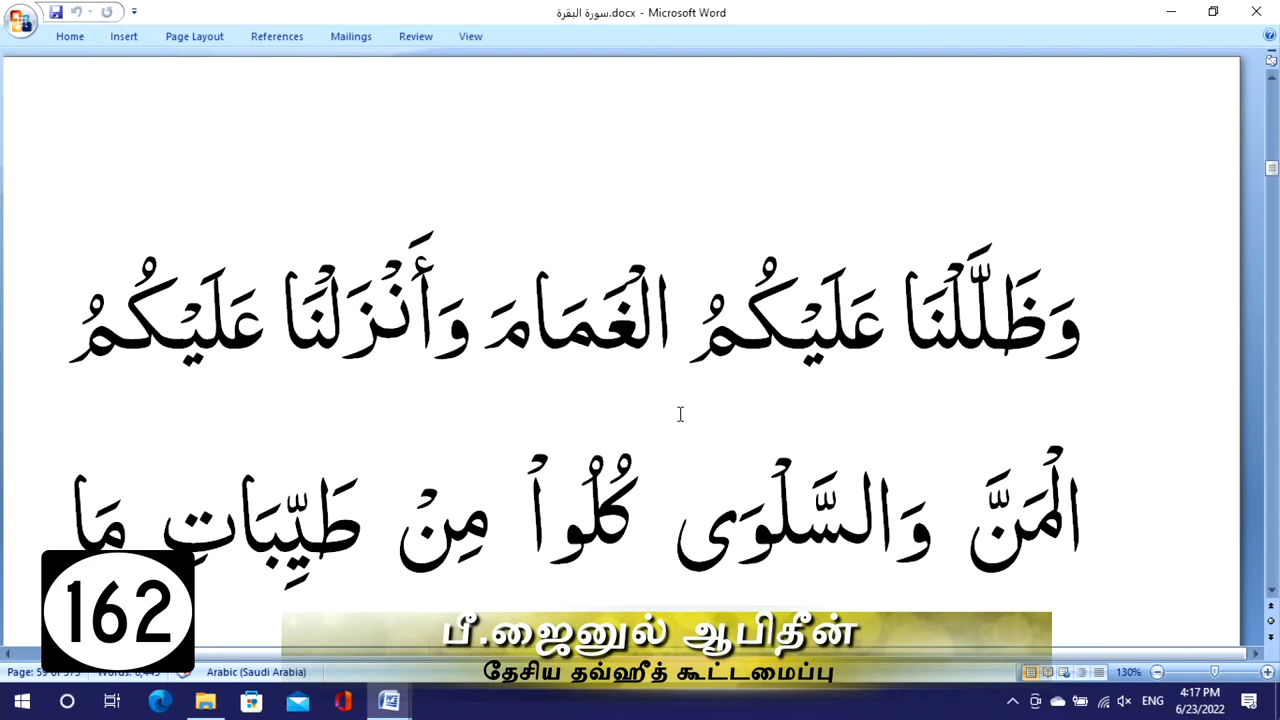 سورة البقرة.docx - Microsoft Word
Home Insert Page Layout References Mailings Review View
وَظَلَّلْنَا عَلَيْكُمُ الْغَمَامَ وَأَنْزَلْنَا عَلَيْكُمُ
الْمَنَّ وَالسَّلْوَى كُلُواْ مِنْ طَيِّبَاتِ مَا
162
பீ.ஜைனுல் ஆபிதீன்
தேசிய தவ்ஹீத் கூட்டமைப்பு
Arabic (Saudi Arabia) 130%
ENG 4:17 PM
6/23/2022